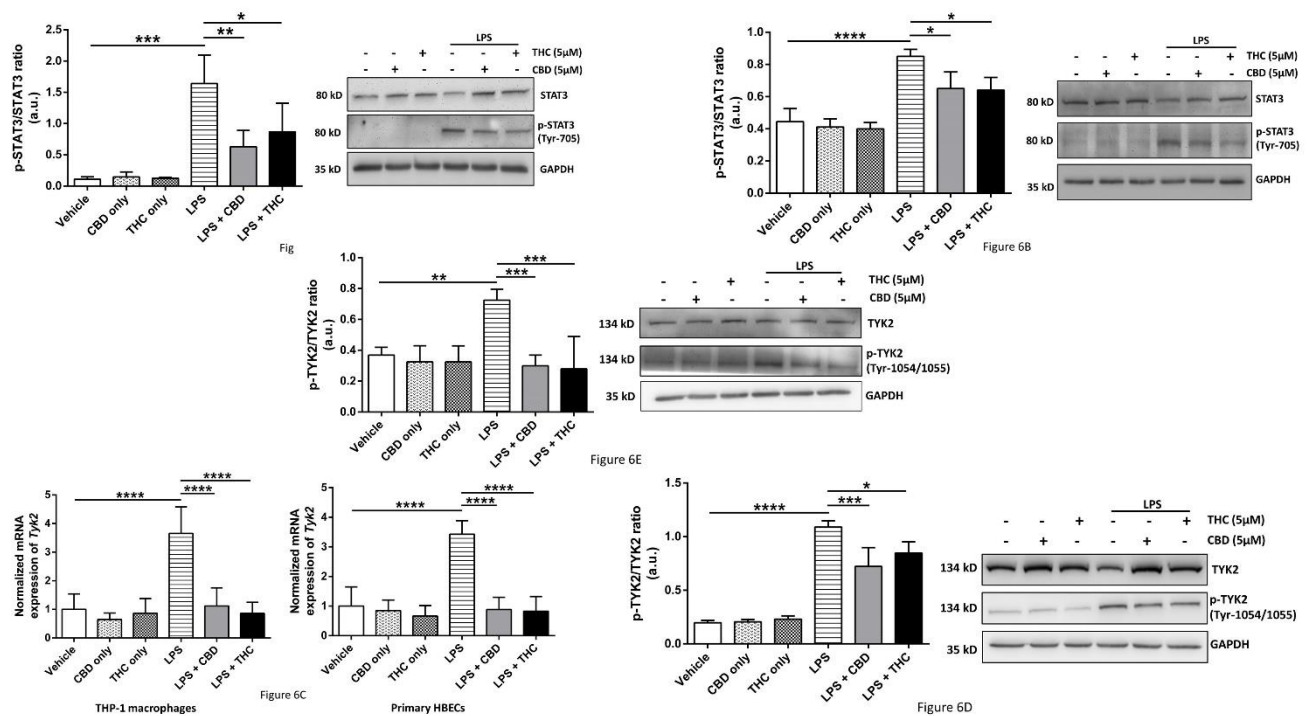 *
**
***
p-STAT3/STAT3 ratio
(a.u.)
2.5
2.0
1.5
1.0
0.5
0.0
Vehicle
CBD only
THC only
LPS
LPS + CBD
LPS + THC
Fig
LPS
- - + - - + THC (5µM)
- + - - + - CBD (5µM)
80 kD STAT3
80 kD p-STAT3
(Tyr-705)
35 kD GAPDH
*
*
****
p-STAT3/STAT3 ratio
(a.u.)
1.0
0.8
0.6
0.4
0.2
0.0
Vehicle
CBD only
THC only
LPS
LPS + CBD
LPS + THC
Figure 6B
LPS
- - + - - + THC (5µM)
- + - - + - CBD (5µM)
80 kD STAT3
80 kD p-STAT3
(Tyr-705)
35 kD GAPDH
***
***
**
p-TYK2/TYK2 ratio
(a.u.)
1.0
0.8
0.6
0.4
0.2
0.0
Vehicle
CBD only
THC only
LPS
LPS + CBD
LPS + THC
Figure 6E
LPS
- - + - - + THC (5µM)
- + - - + - CBD (5µM)
134 kD TYK2
134 kD p-TYK2
(Tyr-1054/1055)
35 kD GAPDH
****
****
****
Normalized mRNA
expression of Tyk2
5
4
3
2
1
0
Vehicle
CBD only
THC only
LPS
LPS + CBD
LPS + THC
THP-1 macrophages
Figure 6C
****
****
****
Normalized mRNA
expression of Tyk2
5
4
3
2
1
0
Vehicle
CBD only
THC only
LPS
LPS + CBD
LPS + THC
Primary HBECs
*
***
****
p-TYK2/TYK2 ratio
(a.u.)
1.5
1.0
0.5
0.0
Vehicle
CBD only
THC only
LPS
LPS + CBD
LPS + THC
Figure 6D
LPS
- - + - - + THC (5µM)
- + - - + - CBD (5µM)
134 kD TYK2
134 kD p-TYK2
(Tyr-1054/1055)
35 kD GAPDH